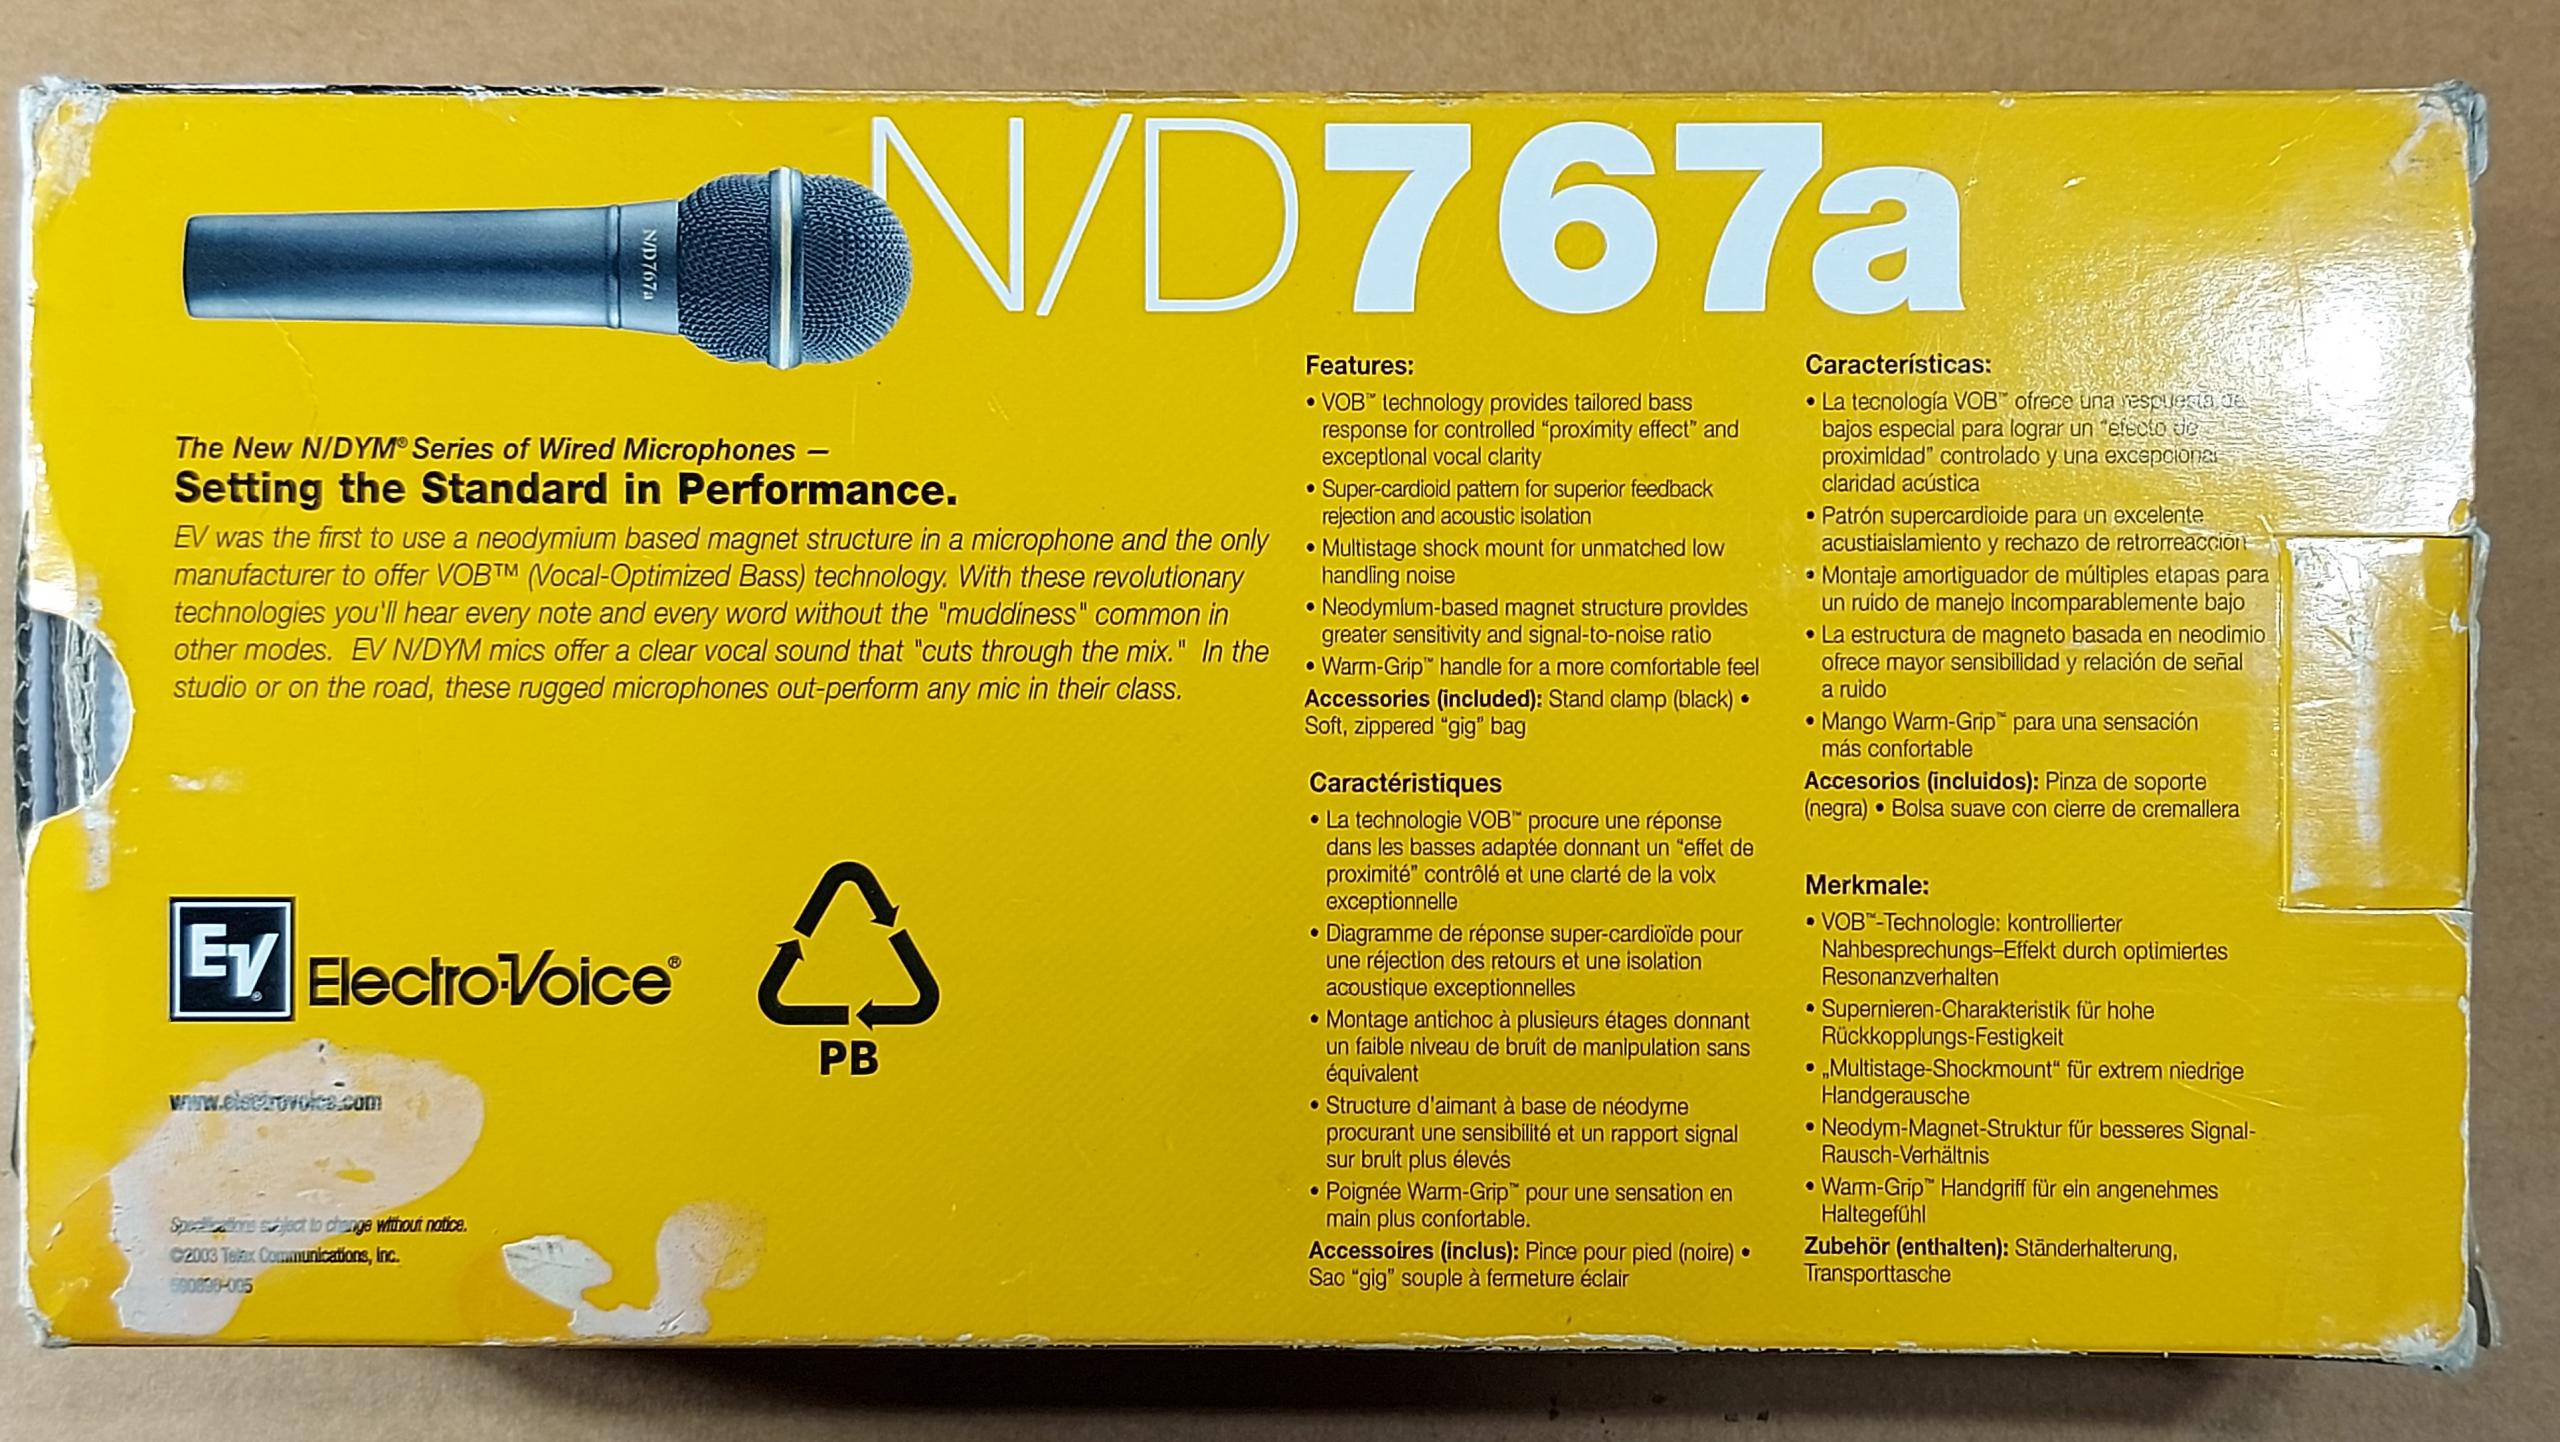 N/D767a
N/D767a
The New N/DYM® Series of Wired Microphones –
Setting the Standard in Performance.
EV was the first to use a neodymium based magnet structure in a microphone and the only
manufacturer to offer VOB™ (Vocal-Optimized Bass) technology. With these revolutionary
technologies you'll hear every note and every word without the "muddiness" common in
other modes. EV N/DYM mics offer a clear vocal sound that "cuts through the mix." In the
studio or on the road, these rugged microphones out-perform any mic in their class.
EV®
Electro-Voice®
PB
www.electrovoice.com
Specifications subject to change without notice.
©2003 Telex Communications, Inc.
Features:
• VOB™ technology provides tailored bass
response for controlled “proximity effect” and
exceptional vocal clarity
• Super-cardioid pattern for superior feedback
rejection and acoustic isolation
• Multistage shock mount for unmatched low
handling noise
• Neodymium-based magnet structure provides
greater sensitivity and signal-to-noise ratio
• Warm-Grip™ handle for a more comfortable feel
Accessories (included): Stand clamp (black) •
Soft, zippered “gig” bag
Caractéristiques
• La technologie VOB™ procure une réponse
dans les basses adaptée donnant un “effet de
proximité” contrôlé et une clarté de la voix
exceptionnelle
• Diagramme de réponse super-cardioïde pour
une réjection des retours et une isolation
acoustique exceptionnelles
• Montage antichoc à plusieurs étages donnant
un faible niveau de bruit de manipulation sans
équivalent
• Structure d'aimant à base de néodyme
procurant une sensibilité et un rapport signal
sur bruit plus élevés
• Poignée Warm-Grip™ pour une sensation en
main plus confortable.
Accessoires (inclus): Pince pour pied (noire) •
Sac “gig” souple à fermeture éclair
Características:
• La tecnología VOB™ ofrece una respuesta de
bajos especial para lograr un “efecto de
proximidad” controlado y una excepcional
claridad acústica
• Patrón supercardioide para un excelente
acustiaislamiento y rechazo de retrorreacción
• Montaje amortiguador de múltiples etapas para
un ruido de manejo incomparablemente bajo
• La estructura de magneto basada en neodimio
ofrece mayor sensibilidad y relación de señal
a ruido
• Mango Warm-Grip™ para una sensación
más confortable
Accesorios (incluidos): Pinza de soporte
(negra) • Bolsa suave con cierre de cremallera
Merkmale:
• VOB™-Technologie: kontrollierter
Nahbesprechungs–Effekt durch optimiertes
Resonanzverhalten
• Supernieren-Charakteristik für hohe
Rückkopplungs-Festigkeit
• „Multistage-Shockmount“ für extrem niedrige
Handgerausche
• Neodym-Magnet-Struktur für besseres Signal-
Rausch-Verhältnis
• Warm-Grip™ Handgriff für ein angenehmes
Haltegefühl
Zubehör (enthalten): Ständerhalterung,
Transporttasche